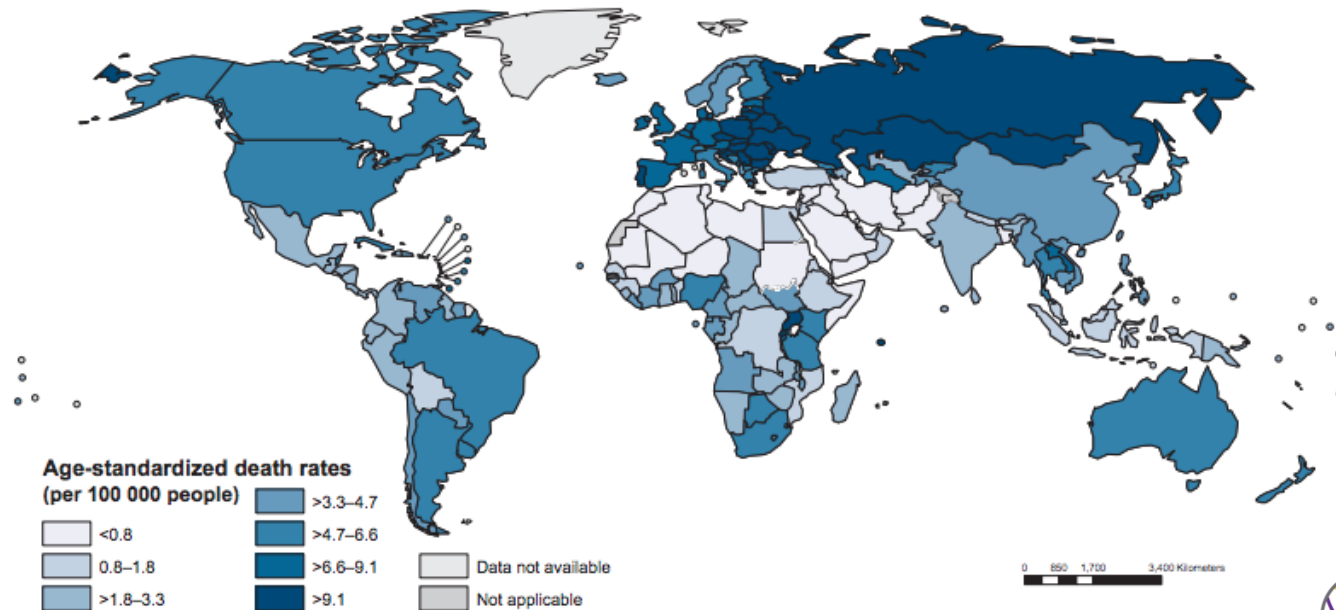 Age-standardized death rates
(per 100 000 people)
<0.8
0.8–1.8
>1.8–3.3
>3.3–4.7
>4.7–6.6
>6.6–9.1
>9.1
Data not available
Not applicable
0 850 1,700 3,400 Kilometers